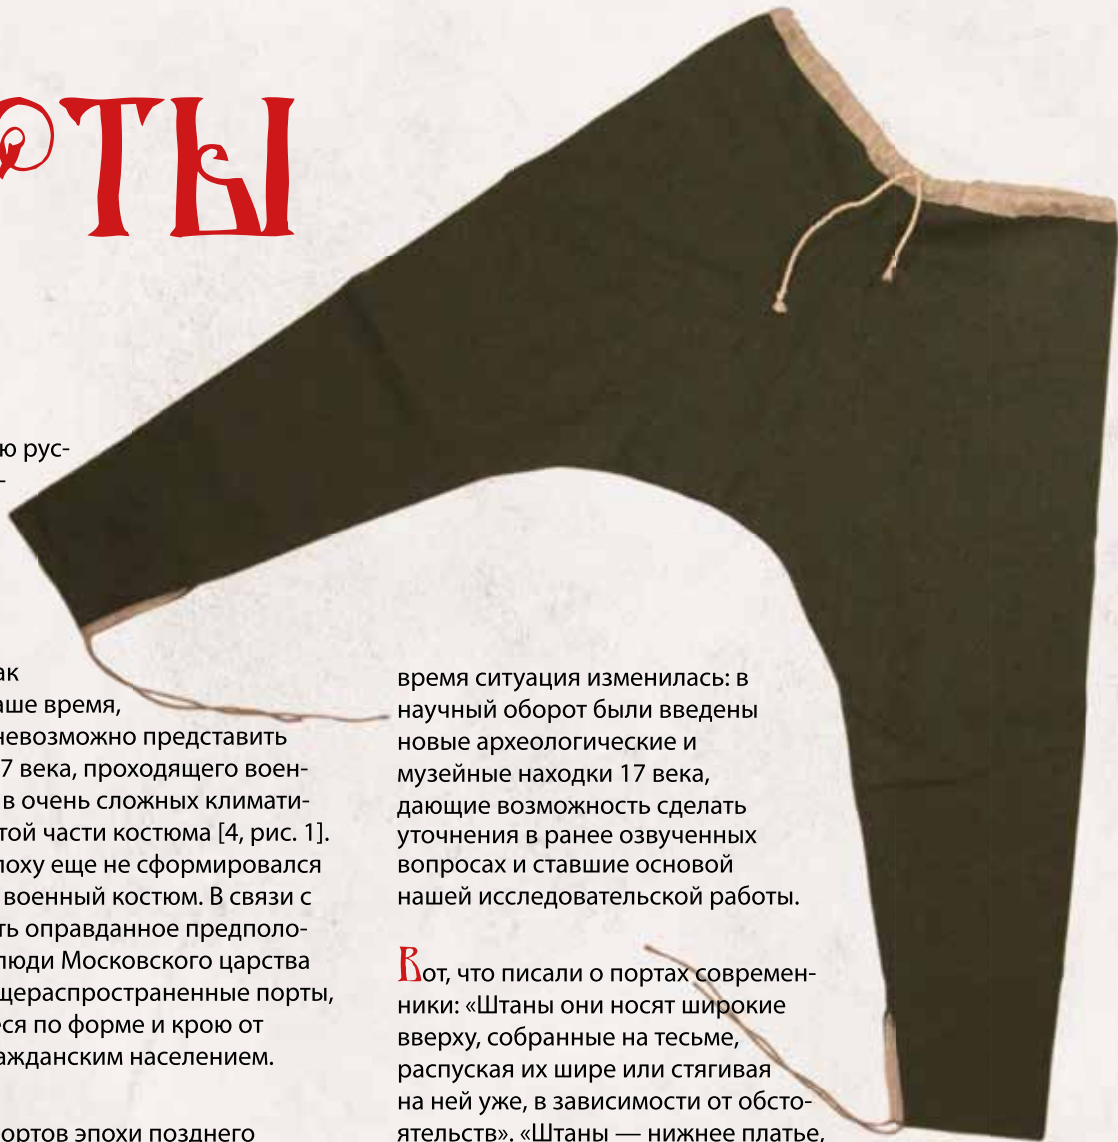 РТЫ
ю рус-
-
ак
аше время,
невозможно представить
7 века, проходящего воен-
в очень сложных климати-
той части костюма [4, рис. 1].
поху еще не сформировался
военный костюм. В связи с
ть оправданное предполо-
люди Московского царства
щераспространенные порты,
еся по форме и крою от
ажданским населением.
ортов эпохи позднего
время ситуация изменилась: в
научный оборот были введены
новые археологические и
музейные находки 17 века,
дающие возможность сделать
уточнения в ранее озвученных
вопросах и ставшие основой
нашей исследовательской работы.
Вот, что писали о портах современ-
ники: «Штаны они носят широкие
вверху, собранные на тесьме,
распуская их шире или стягивая
на ней уже, в зависимости от обсто-
ятельств». «Штаны — нижнее платье,